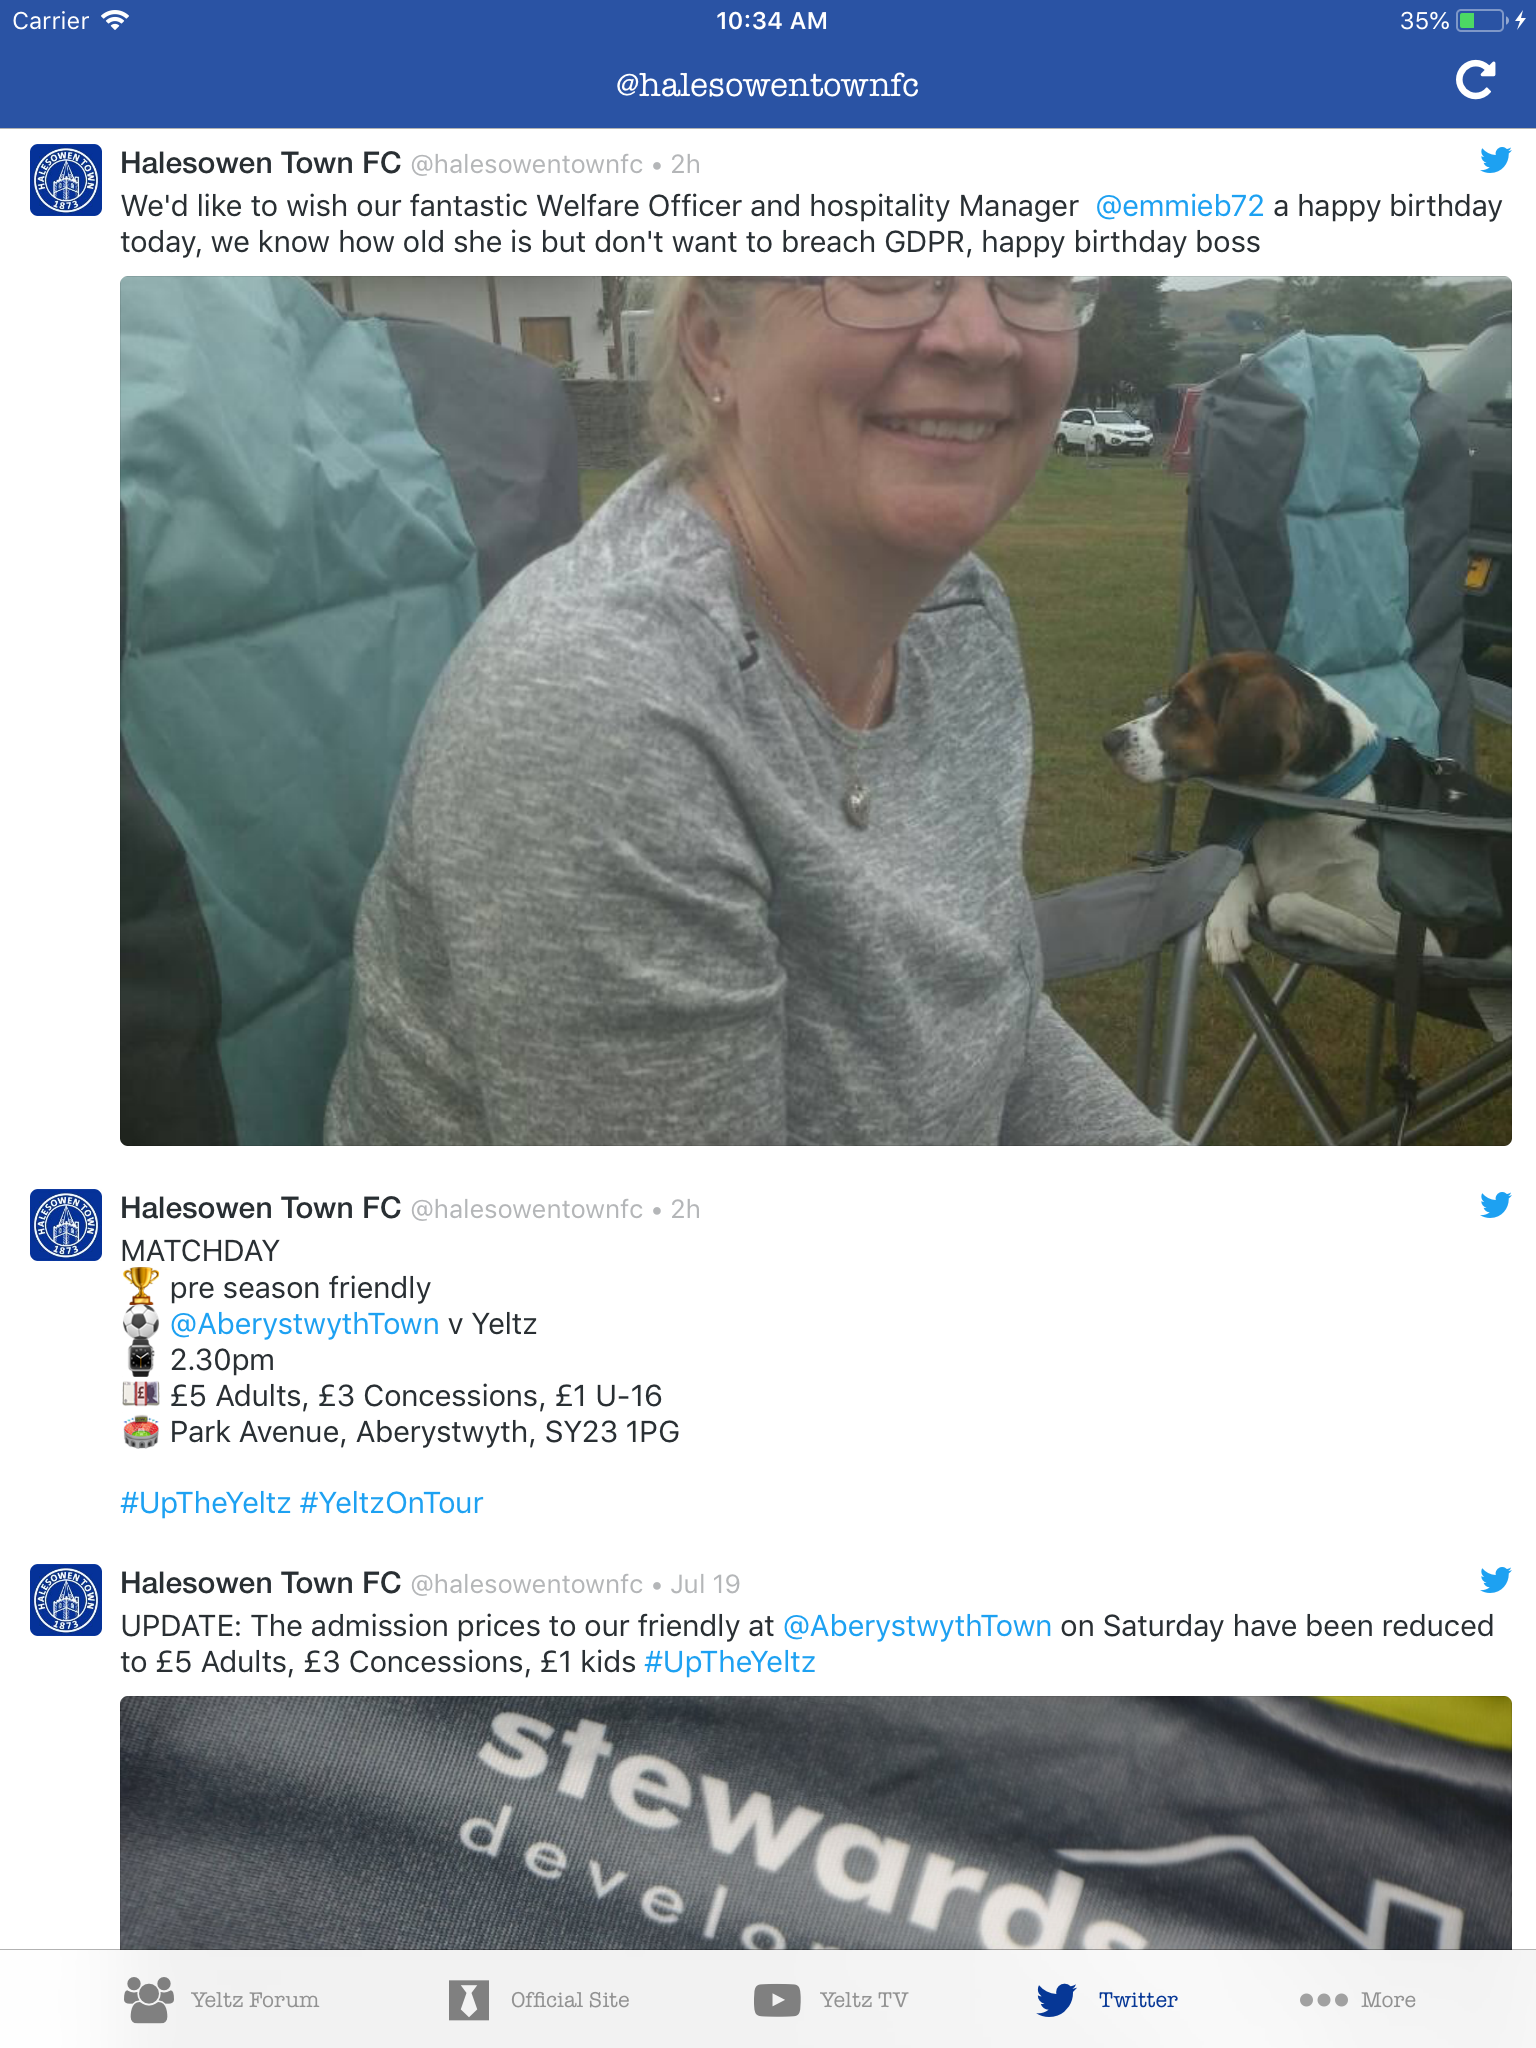 Carrier 10:34 AM 35%
@halesowentownfc
HALESOWEN TOWN
1873
Halesowen Town FC @halesowentownfc • 2h
We'd like to wish our fantastic Welfare Officer and hospitality Manager @emmieb72 a happy birthday
today, we know how old she is but don't want to breach GDPR, happy birthday boss
HALESOWEN TOWN
1873
Halesowen Town FC @halesowentownfc • 2h
MATCHDAY
🏆 pre season friendly
⚽ @AberystwythTown v Yeltz
⌚ 2.30pm
💷 £5 Adults, £3 Concessions, £1 U-16
🏟 Park Avenue, Aberystwyth, SY23 1PG
#UpTheYeltz #YeltzOnTour
HALESOWEN TOWN
1873
Halesowen Town FC @halesowentownfc • Jul 19
UPDATE: The admission prices to our friendly at @AberystwythTown on Saturday have been reduced
to £5 Adults, £3 Concessions, £1 kids #UpTheYeltz
stewards
develo
Yeltz Forum Official Site Yeltz TV Twitter More